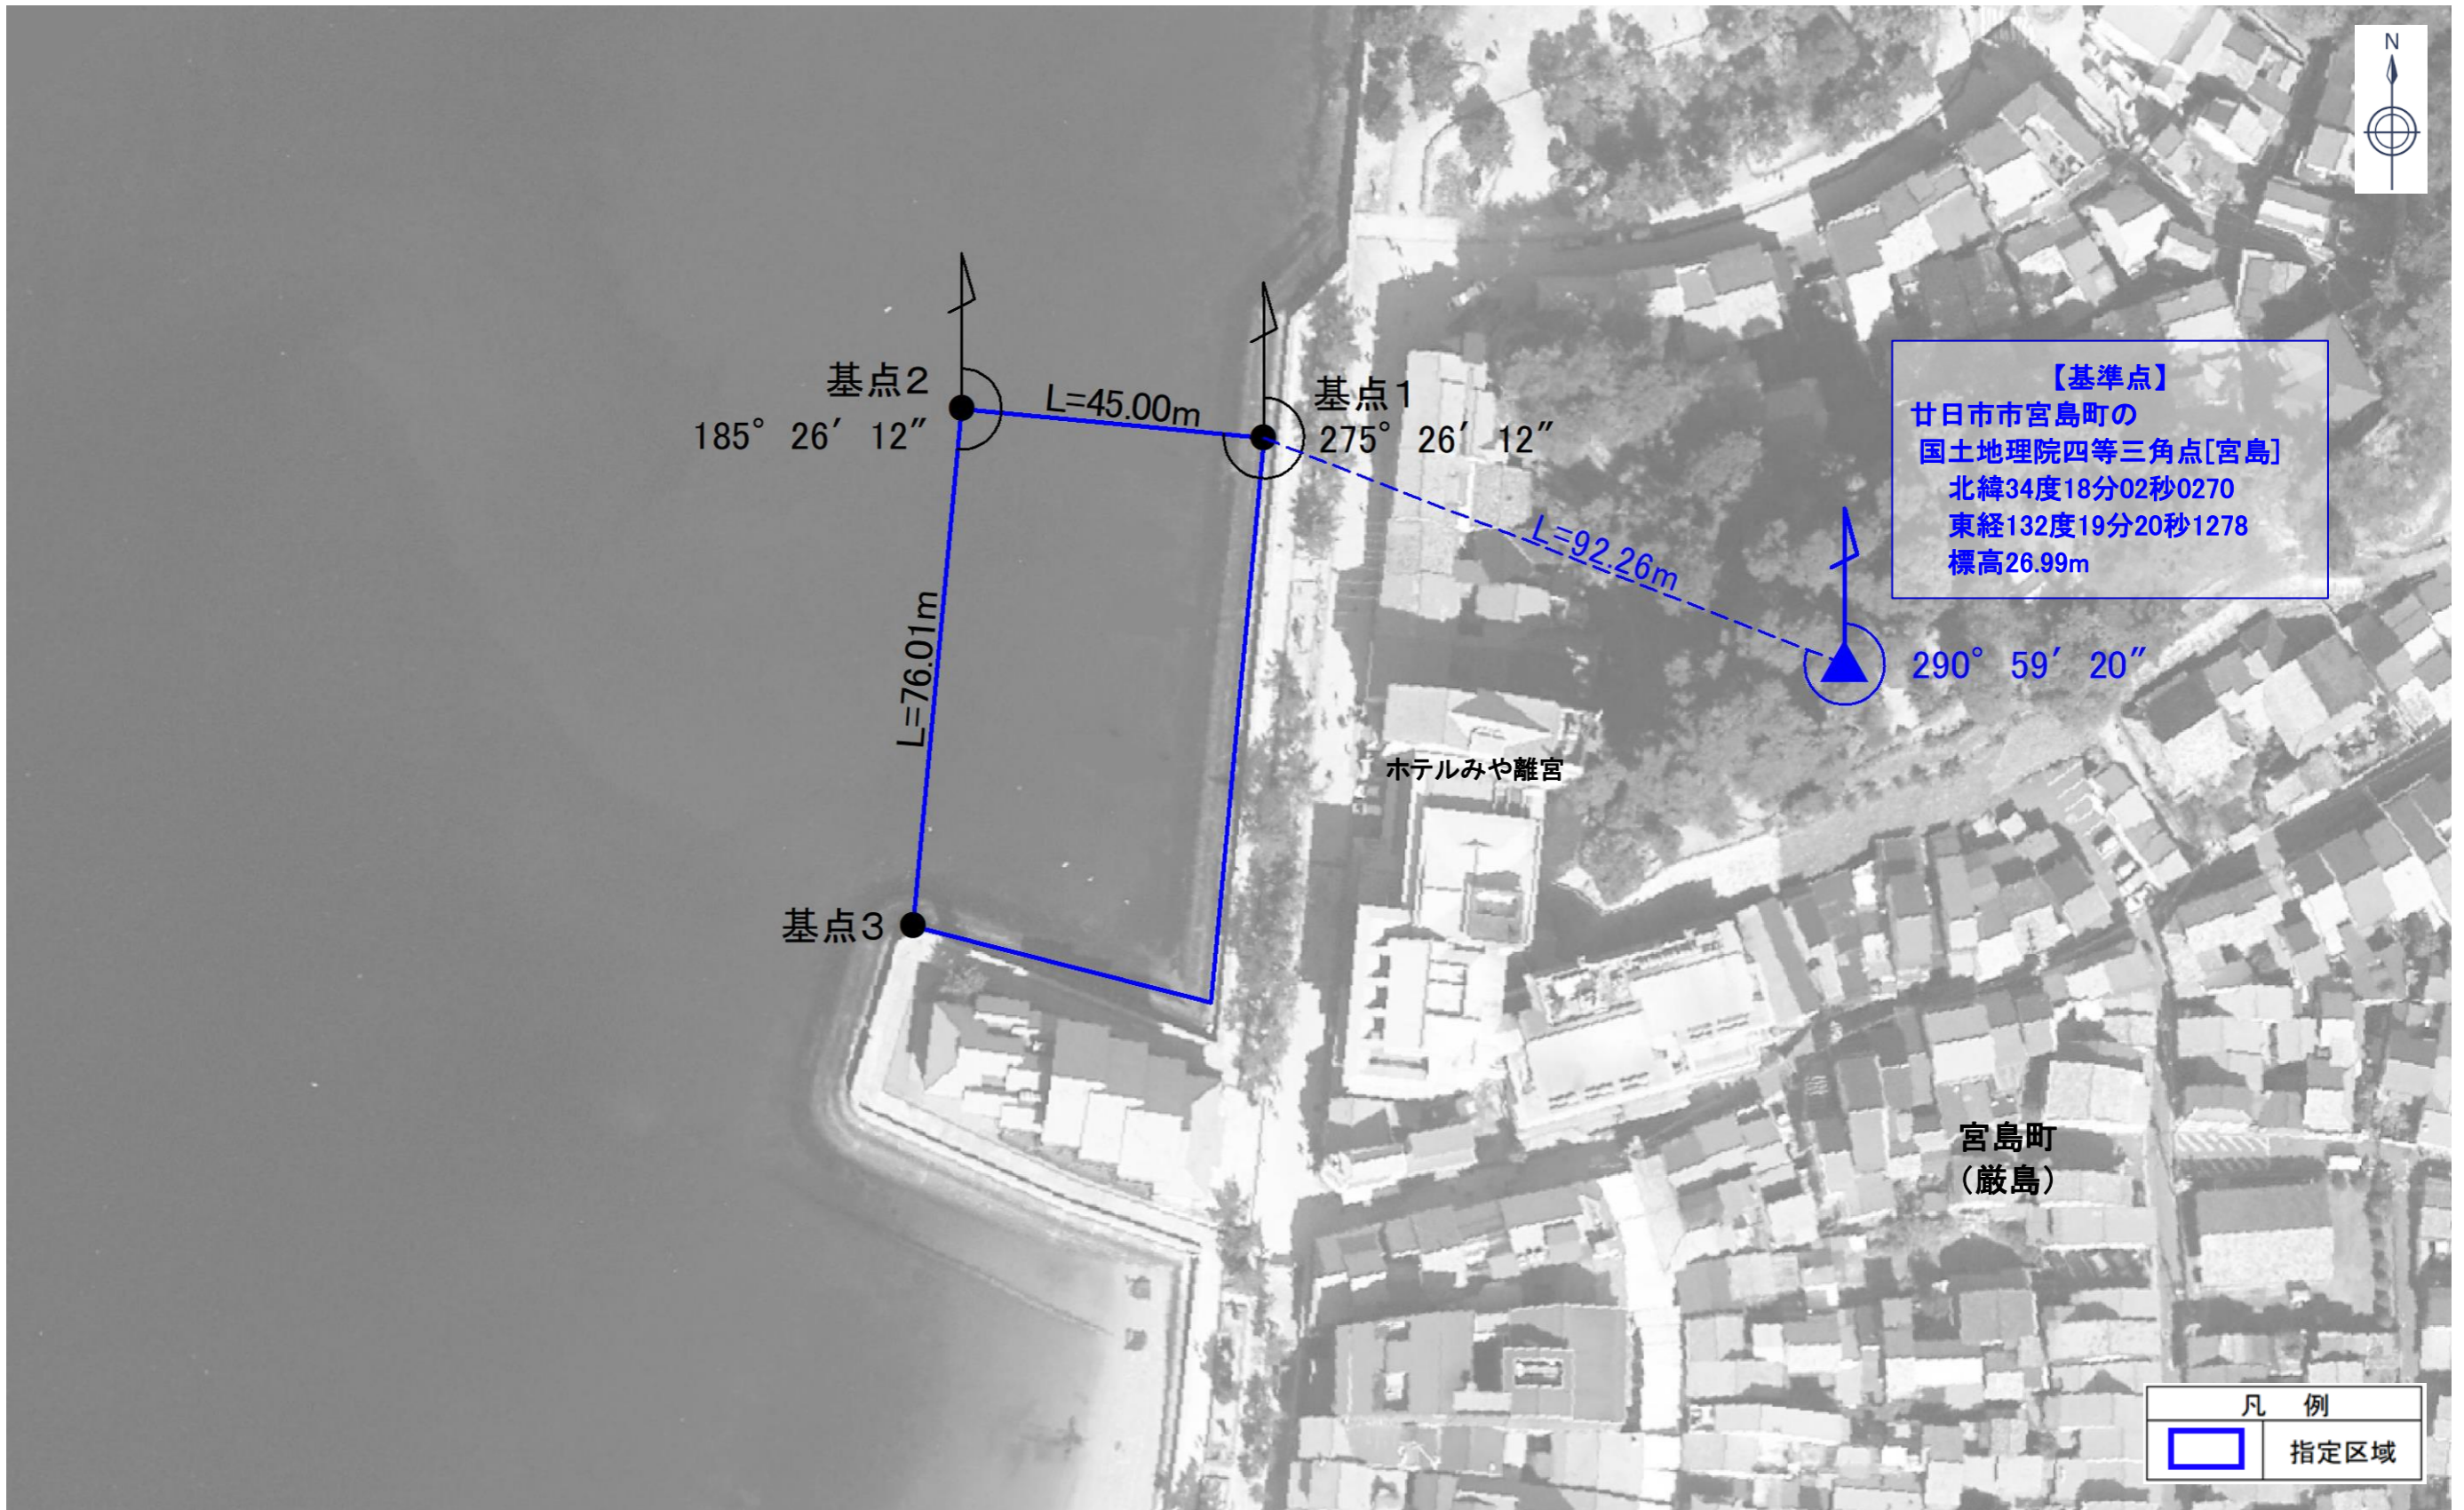 N
基点2
185° 26′ 12″
L=45.00m
基点1
275° 26′ 12″
【基準点】
廿日市市宮島町の
国土地理院四等三角点[宮島]
北緯34度18分02秒0270
東経132度19分20秒1278
標高26.99m
L=92.26m
290° 59′ 20″
L=76.01m
ホテルみや離宮
基点3
宮島町
(厳島)
凡 例
指定区域